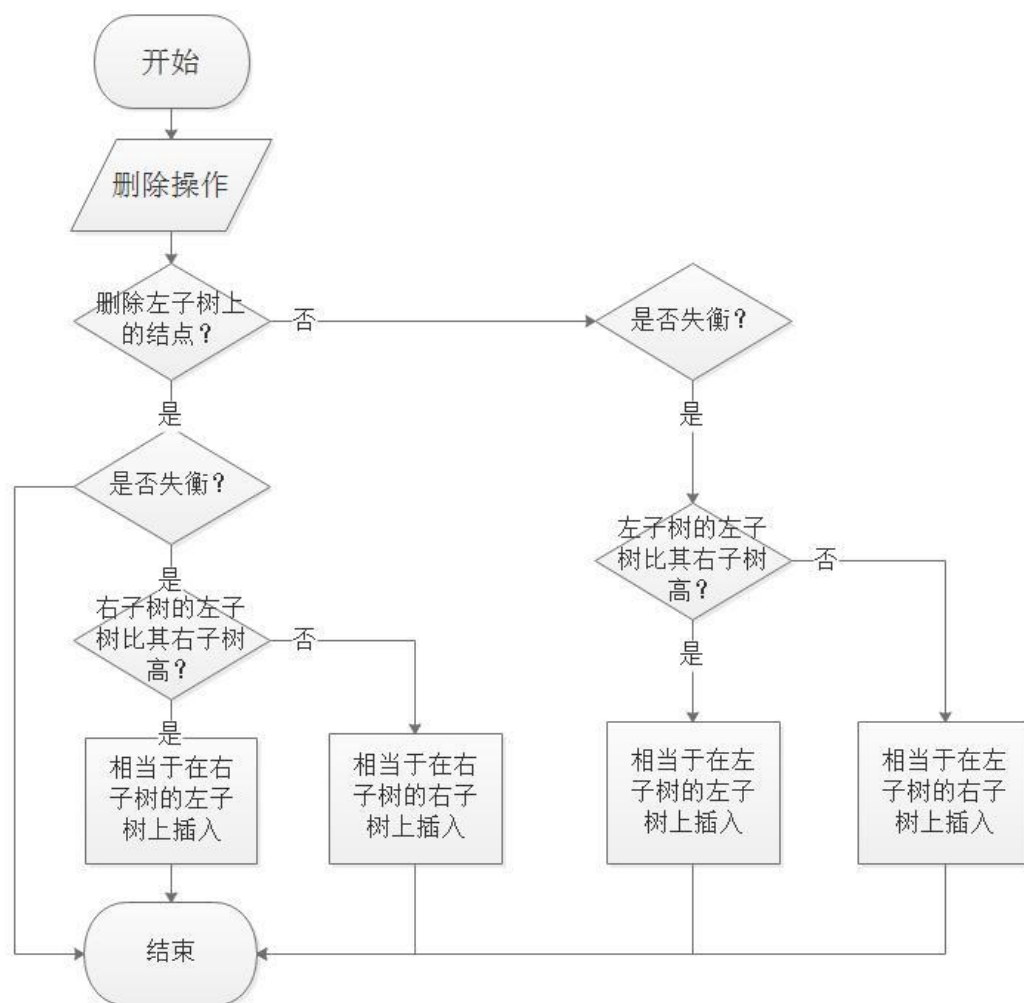 开始
删除操作
删除左子树上
的结点？
否
是否失衡？
是
是
是否失衡？
左子树的左子
树比其右子树
高？
否
是
右子树的左子
树比其右子树
高？
否
是
是
相当于在右
子树的左子
树上插入
相当于在右
子树的右子
树上插入
相当于在左
子树的左子
树上插入
相当于在左
子树的右子
树上插入
结束